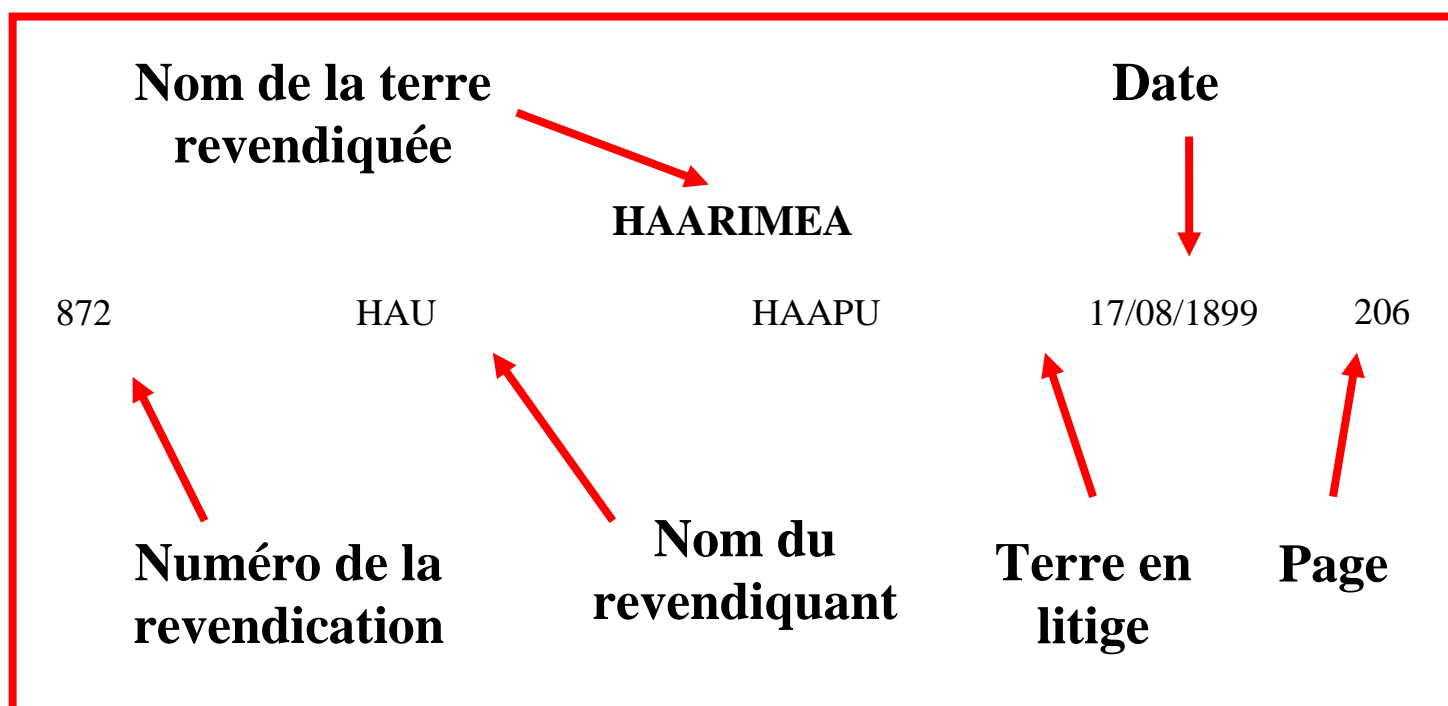 Nom de la terre
revendiquée
Date
HAARIMEA
872 HAU HAAPU 17/08/1899 206
Numéro de la
revendication
Nom du
revendiquant
Terre en
litige
Page